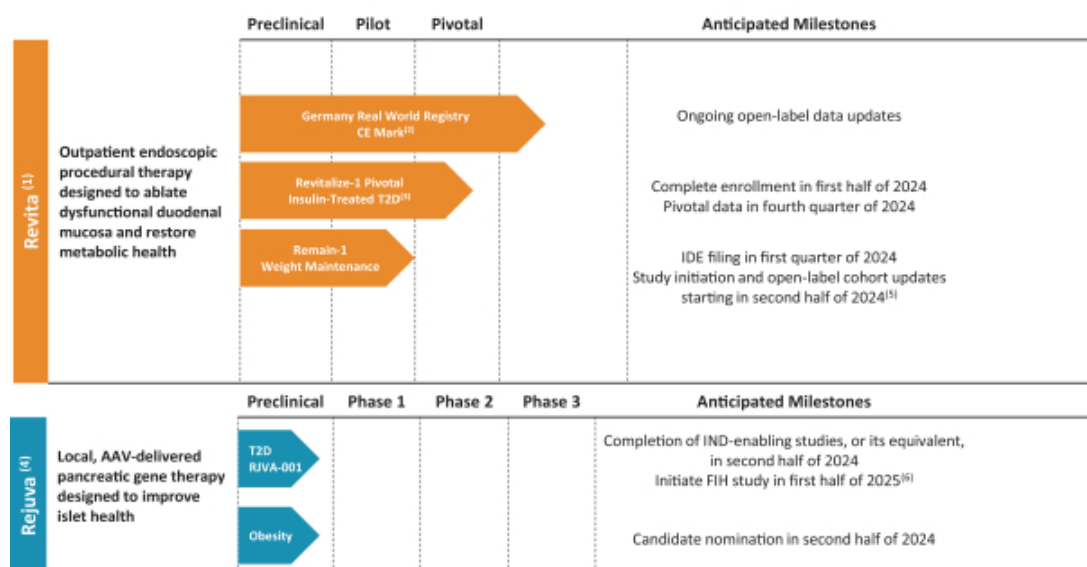 Preclinical Pilot Pivotal Anticipated Milestones
Revita (1)
Outpatient endoscopic
procedural therapy
designed to ablate
dysfunctional duodenal
mucosa and restore
metabolic health
Germany Real World Registry
CE Mark(2)
Ongoing open-label data updates
Revitalize-1 Pivotal
Insulin-Treated T2D(3)
Complete enrollment in first half of 2024
Pivotal data in fourth quarter of 2024
Remain-1
Weight Maintenance
IDE filing in first quarter of 2024
Study initiation and open-label cohort updates
starting in second half of 2024(5)
Preclinical Phase 1 Phase 2 Phase 3 Anticipated Milestones
Rejuva (4)
Local, AAV-delivered
pancreatic gene therapy
designed to improve
islet health
T2D
RJVA-001
Completion of IND-enabling studies, or its equivalent,
in second half of 2024
Initiate FIH study in first half of 2025(6)
Obesity
Candidate nomination in second half of 2024